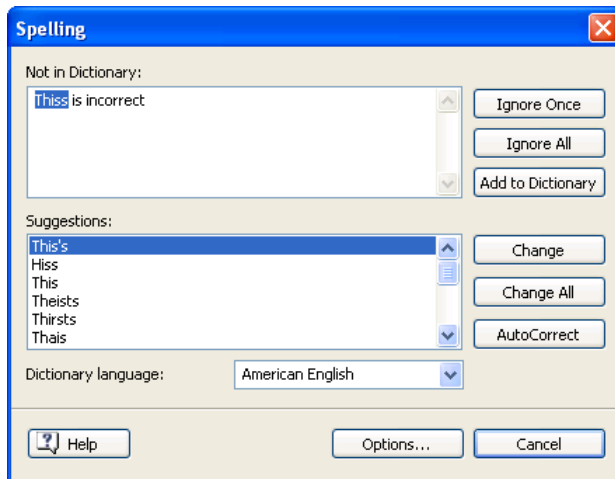 Spelling
Not in Dictionary:
Thiss is incorrect
Ignore Once
Ignore All
Add to Dictionary
Suggestions:
This's
Hiss
This
Theists
Thirsts
Thais
Change
Change All
AutoCorrect
Dictionary language:
American English
Help
Options...
Cancel